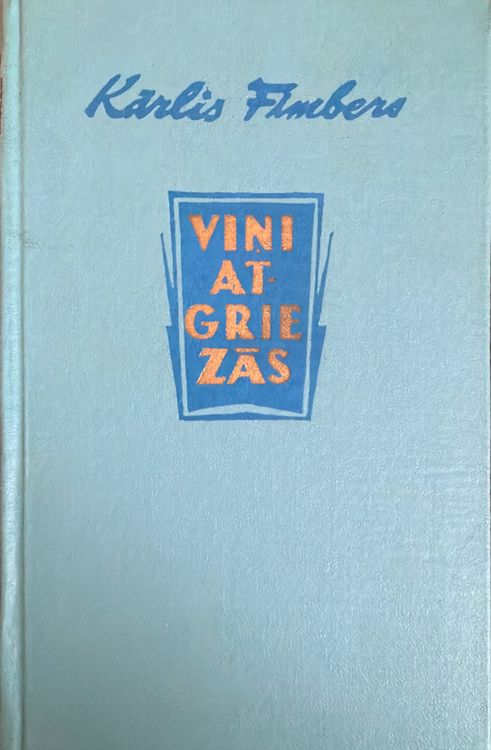 Kārlis Fimbers
VIŅI
AT-
GRIE
ZĀS